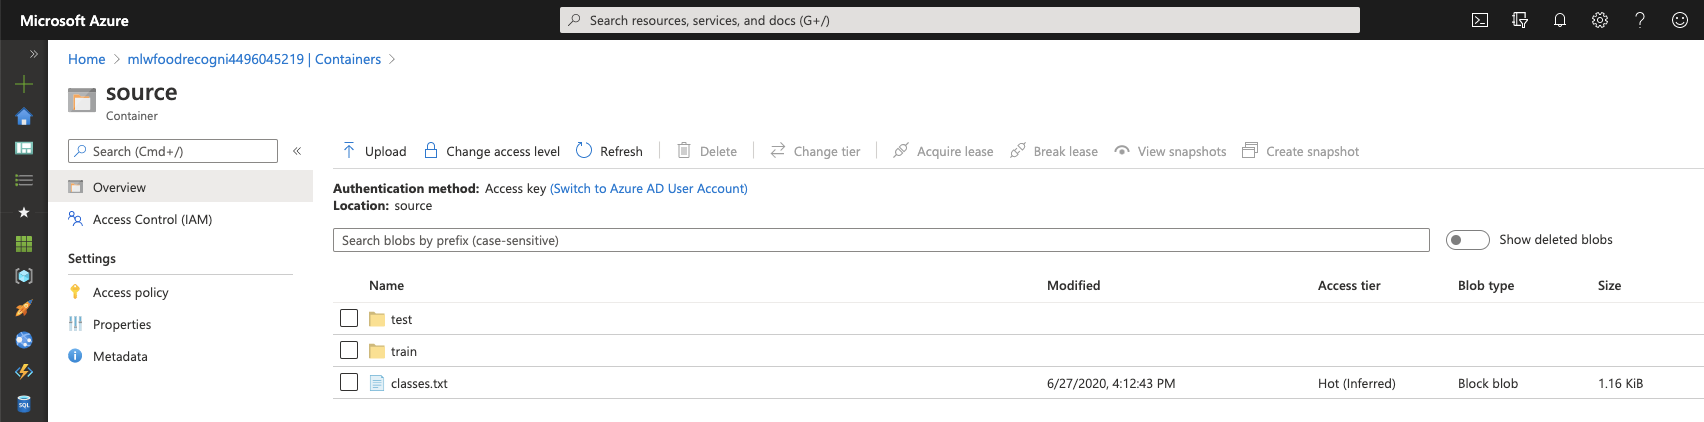 Microsoft Azure
Search resources, services, and docs (G+/)
Home > mlwfoodrecogni4496045219 | Containers >
source
Container
Search (Cmd+/)
Overview
Access Control (IAM)
Settings
Access policy
Properties
Metadata
Upload Change access level Refresh Delete Change tier Acquire lease Break lease View snapshots Create snapshot
Authentication method: Access key (Switch to Azure AD User Account)
Location: source
Search blobs by prefix (case-sensitive) Show deleted blobs
Name Modified Access tier Blob type Size
test
train
classes.txt 6/27/2020, 4:12:43 PM Hot (Inferred) Block blob 1.16 KiB
SQL